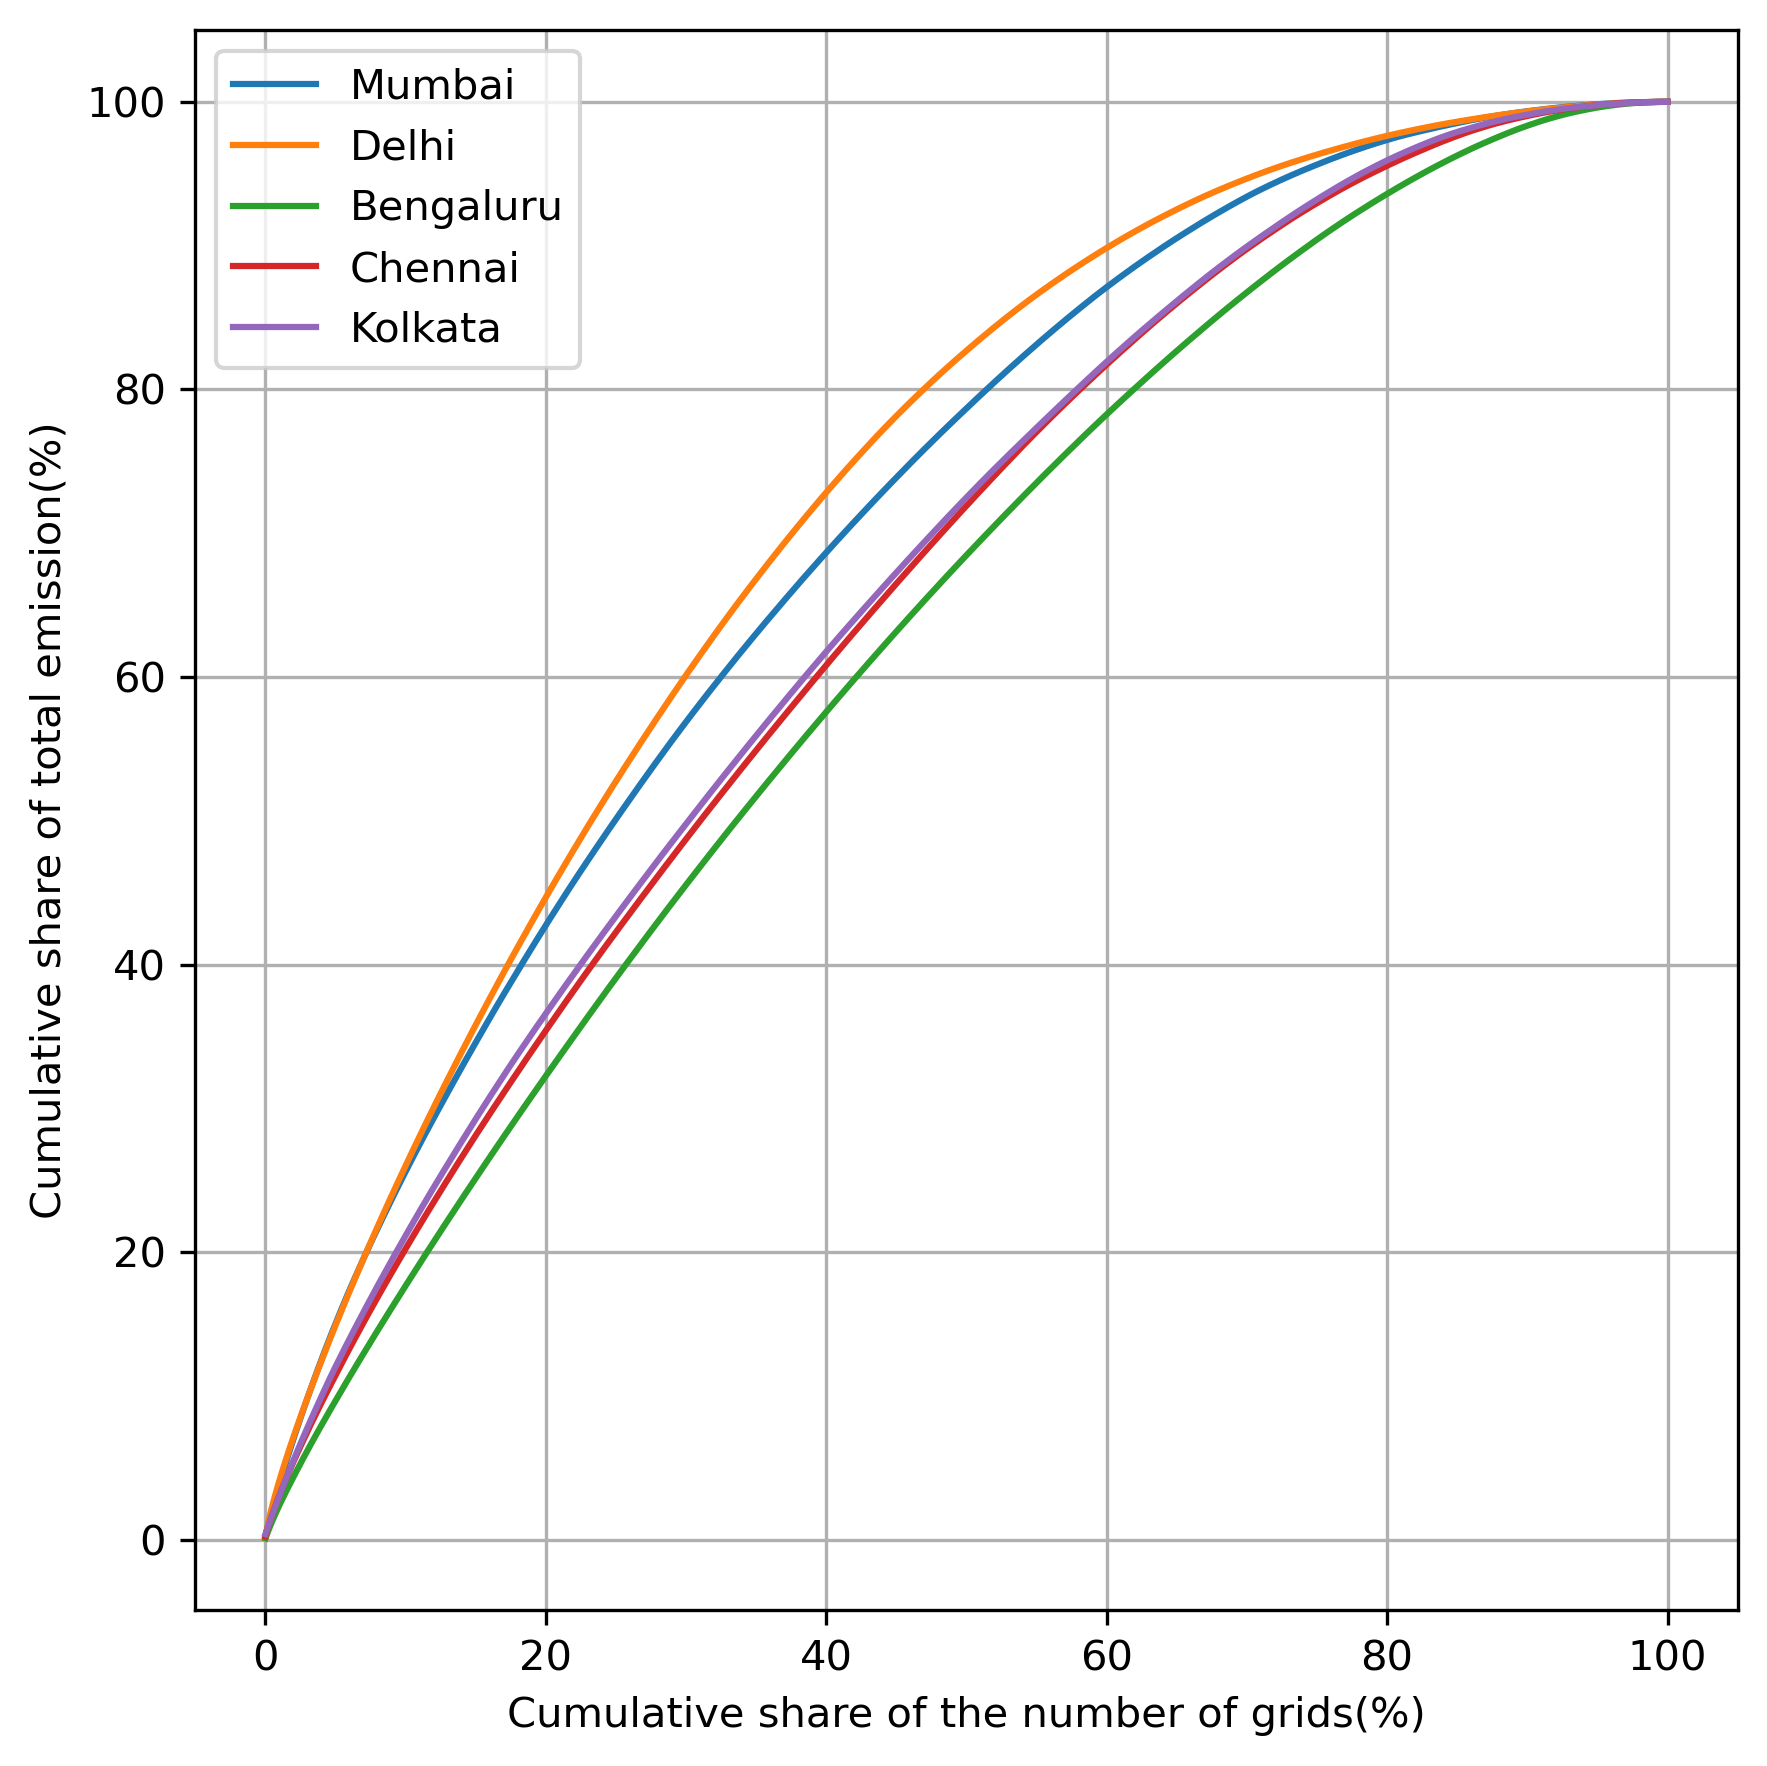 Mumbai
Delhi
Bengaluru
Chennai
Kolkata
100
80
60
40
20
0
Cumulative share of total emission(%)
0 20 40 60 80 100
Cumulative share of the number of grids(%)